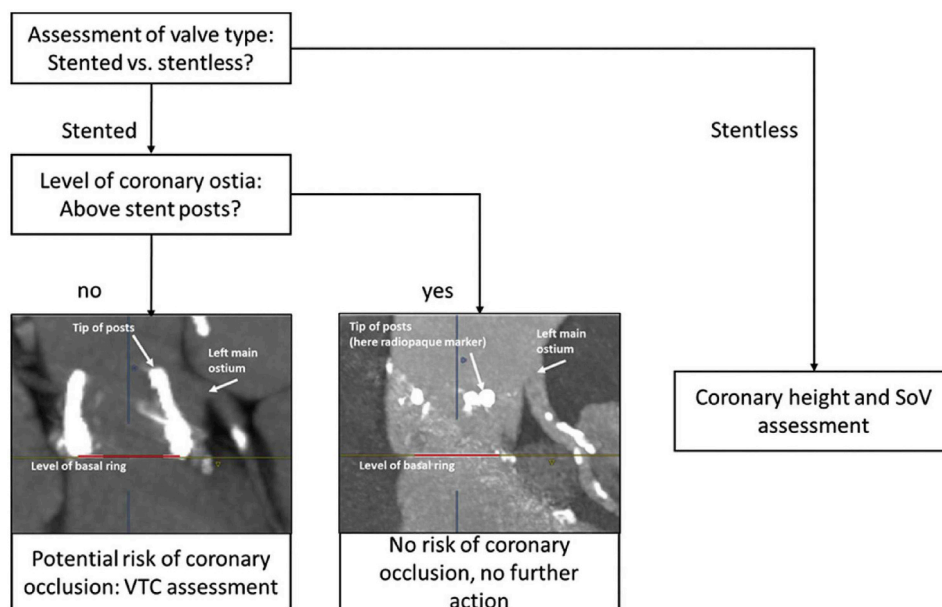 Assessment of valve type:
Stented vs. stentless?
Stented
Stentless
Level of coronary ostia:
Above stent posts?
no
yes
Tip of posts
Left main
ostium
Level of basal ring
Tip of posts
(here radiopaque marker)
Left main
ostium
Level of basal ring
Coronary height and SoV
assessment
Potential risk of coronary
occlusion: VTC assessment
No risk of coronary
occlusion, no further
action